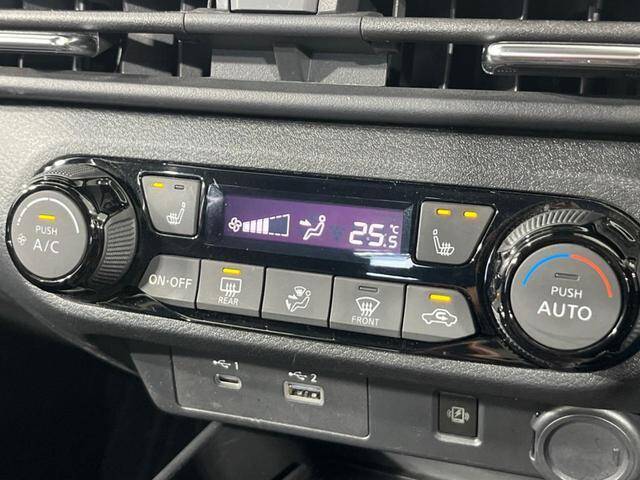 PUSH
A/C
25.5 °C
ON·OFF
REAR
FRONT
PUSH
AUTO
1
2